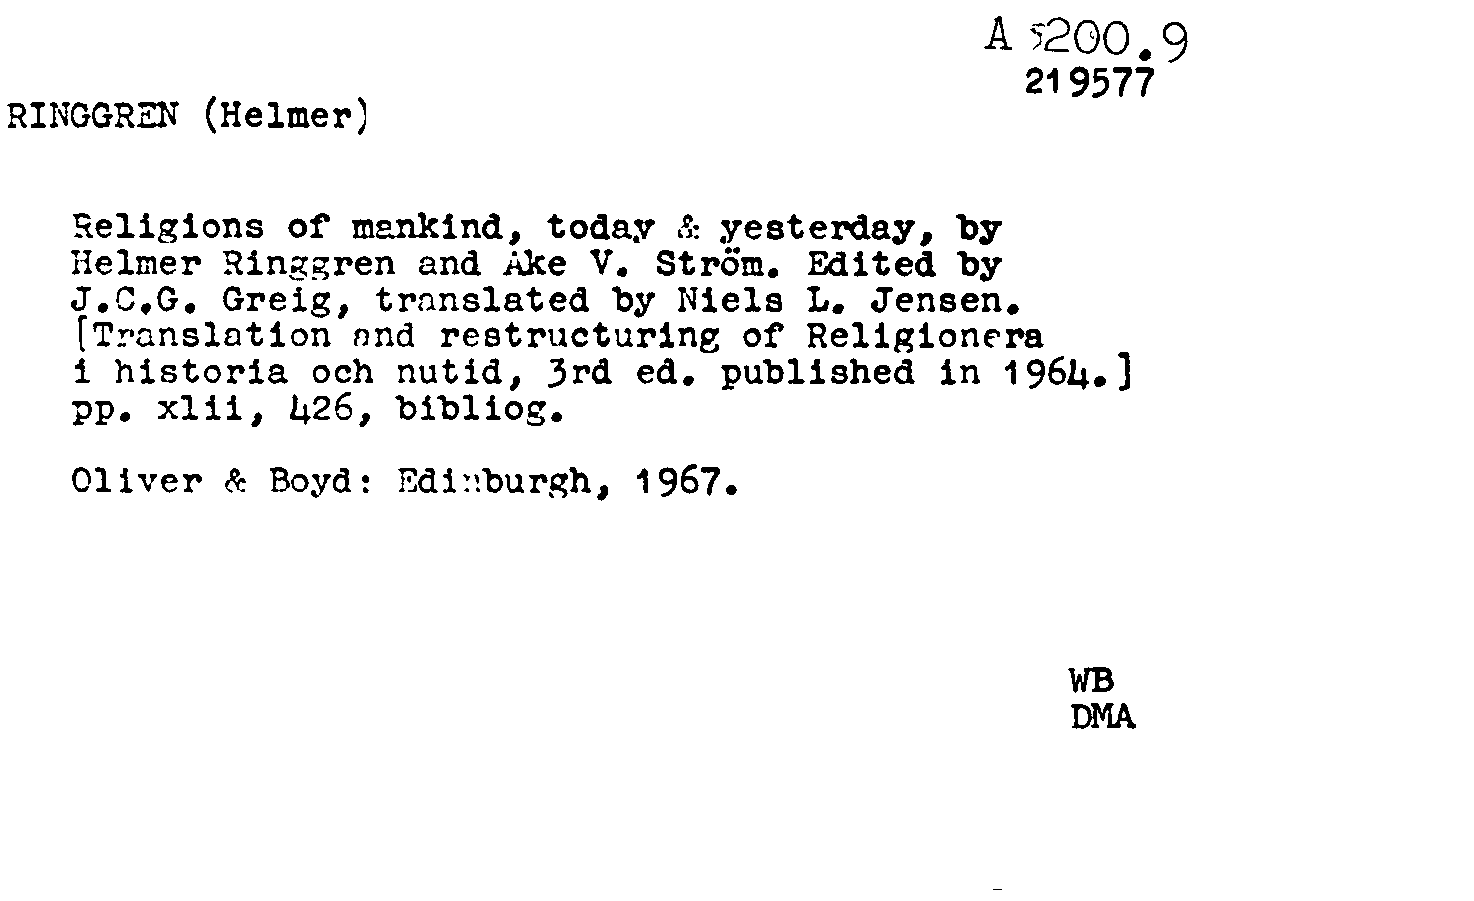 A 5200.9
219577
RINGGREN (Helmer)
Religions of mankind, today & yesterday, by
Helmer Ringgren and Åke V. Ström. Edited by
J.C.G. Greig, translated by Niels L. Jensen.
[Translation and restructuring of Religionera
i historia och nutid, 3rd ed. published in 1964.]
pp. xlii, 426, bibliog.
Oliver & Boyd: Edinburgh, 1967.
WB
DMA